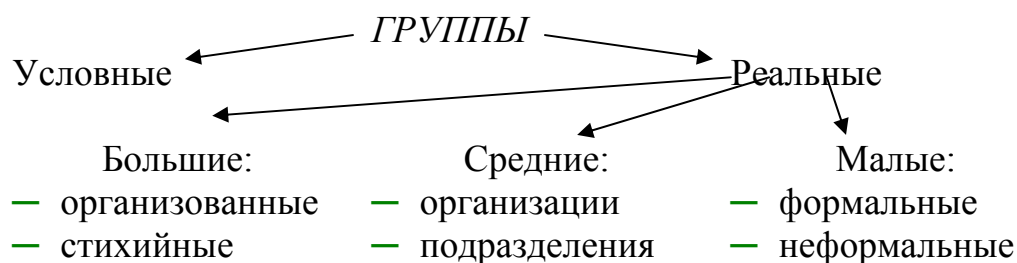 ГРУППЫ
Условные Реальные
Большие: Средние: Малые:
— организованные — организации — формальные
— стихийные — подразделения — неформальные